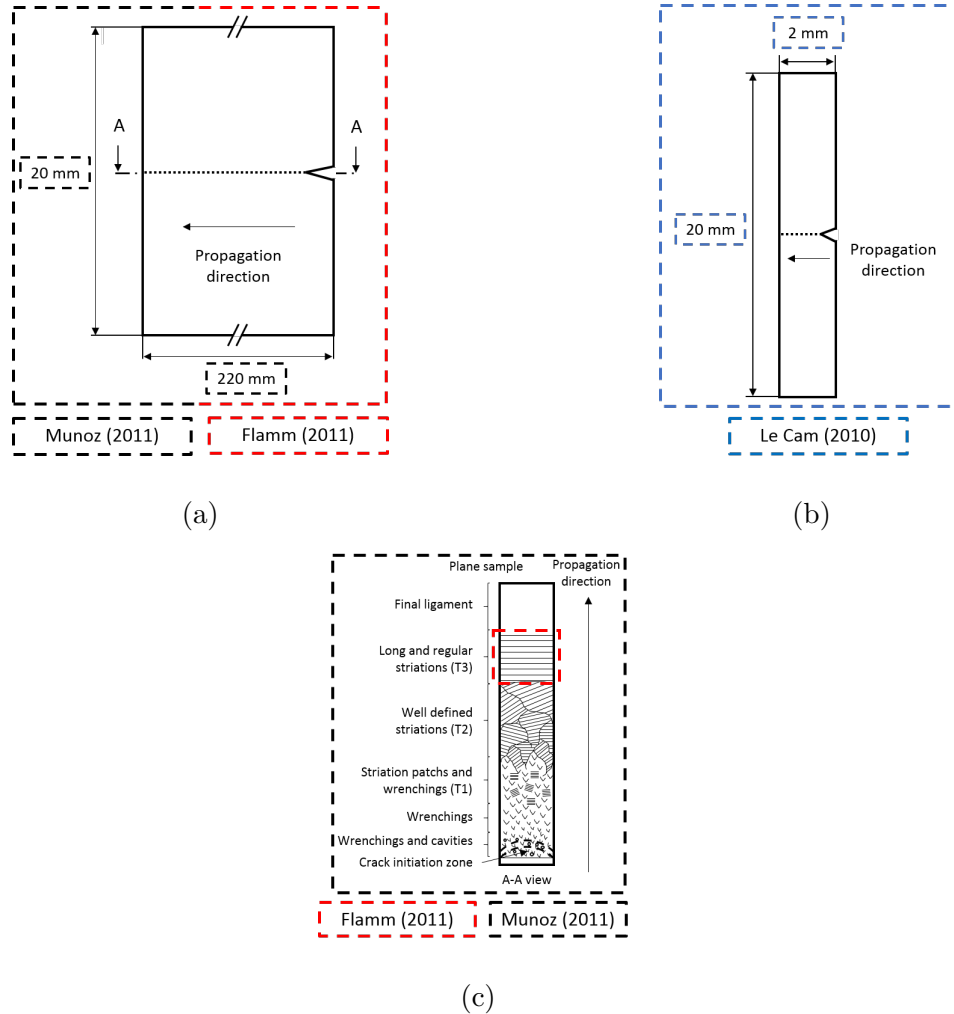 A
A
20 mm
Propagation
direction
220 mm
Munoz (2011)
Flamm (2011)
(a)
2 mm
20 mm
Propagation
direction
Le Cam (2010)
(b)
Plane sample
Propagation
direction
Final ligament
Long and regular
striations (T3)
Well defined
striations (T2)
Striation patchs and
wrenchings (T1)
Wrenchings
Wrenchings and cavities
Crack initiation zone
A-A view
Flamm (2011)
Munoz (2011)
(c)